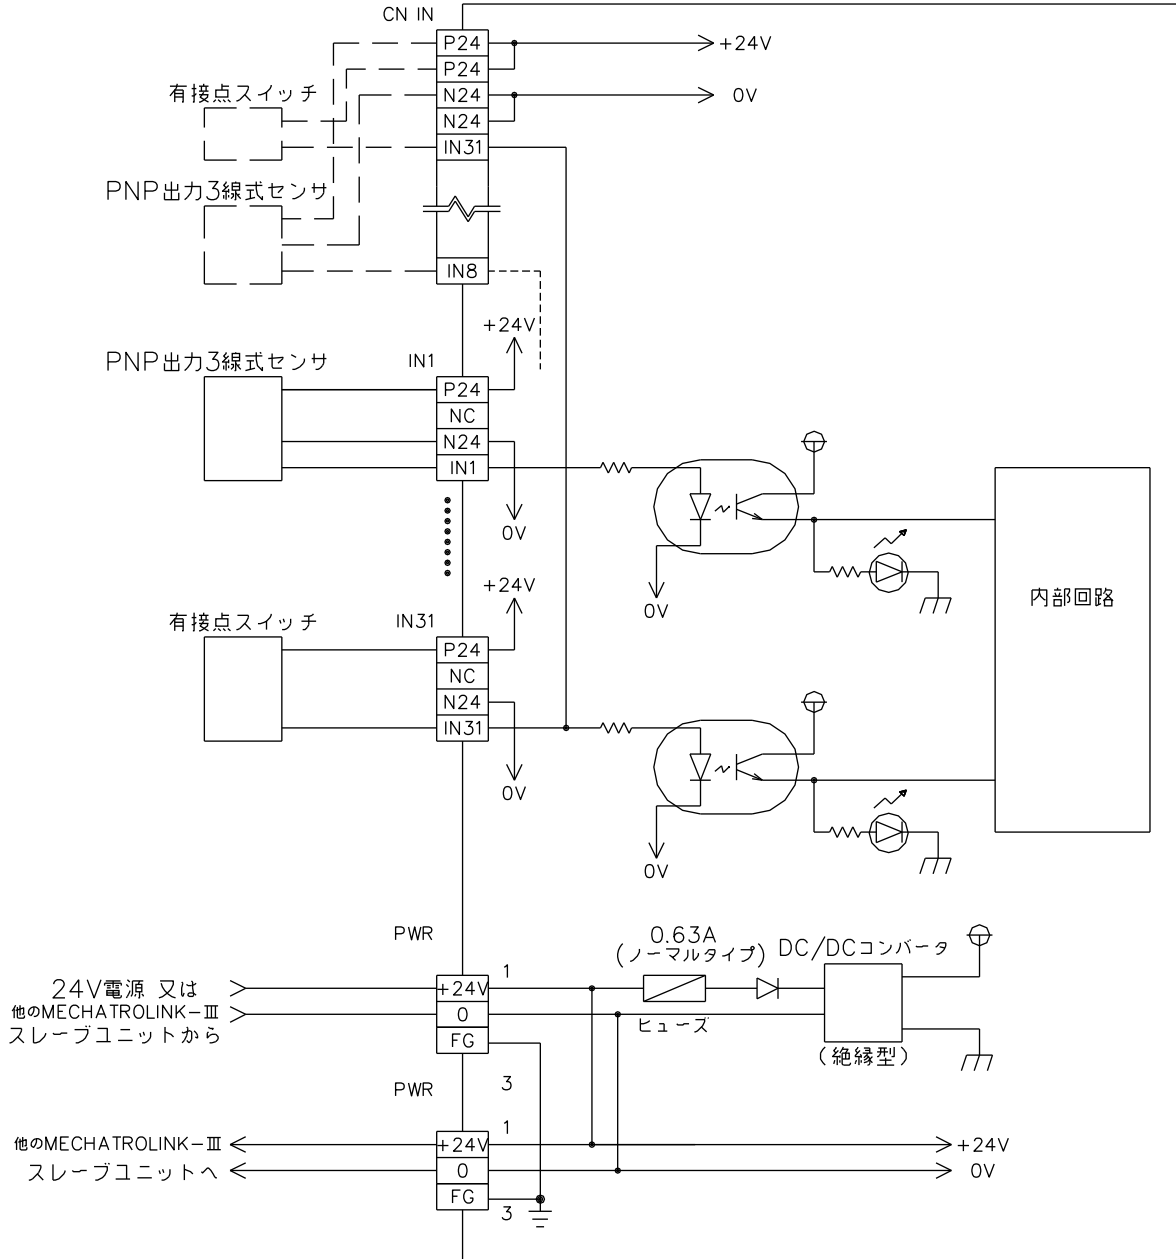 CN IN
P24
+24V
P24
有接点スイッチ
N24
0V
N24
IN31
PNP出力3線式センサ
IN8
+24V
PNP出力3線式センサ
IN1
P24
NC
N24
IN1
0V
0V
+24V
有接点スイッチ
IN31
P24
NC
N24
IN31
0V
0V
内部回路
PWR
0.63A
(ノーマルタイプ)
DC/DCコンバータ
1
24V電源 又は
+24V
他のMECHATROLINK-Ⅲ
0
ヒューズ
スレーブユニットから
FG
(絶縁型)
3
PWR
1
他のMECHATROLINK-Ⅲ
+24V
+24V
スレーブユニットへ
0
0V
FG
3